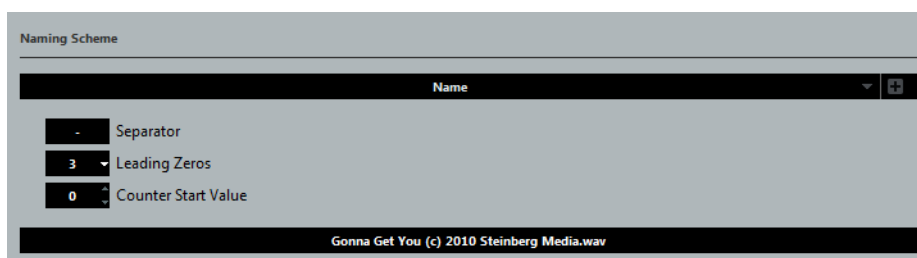 Naming Scheme
Name
- Separator
3 Leading Zeros
0 Counter Start Value
Gonna Get You (c) 2010 Steinberg Media.wav